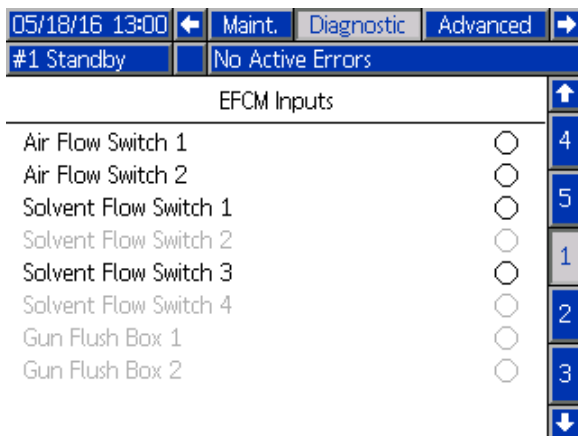 05/18/16 13:00 Maint. Diagnostic Advanced
#1 Standby No Active Errors
EFCM Inputs
Air Flow Switch 1
4
Air Flow Switch 2
Solvent Flow Switch 1
5
Solvent Flow Switch 2
1
Solvent Flow Switch 3
Solvent Flow Switch 4
2
Gun Flush Box 1
Gun Flush Box 2
3